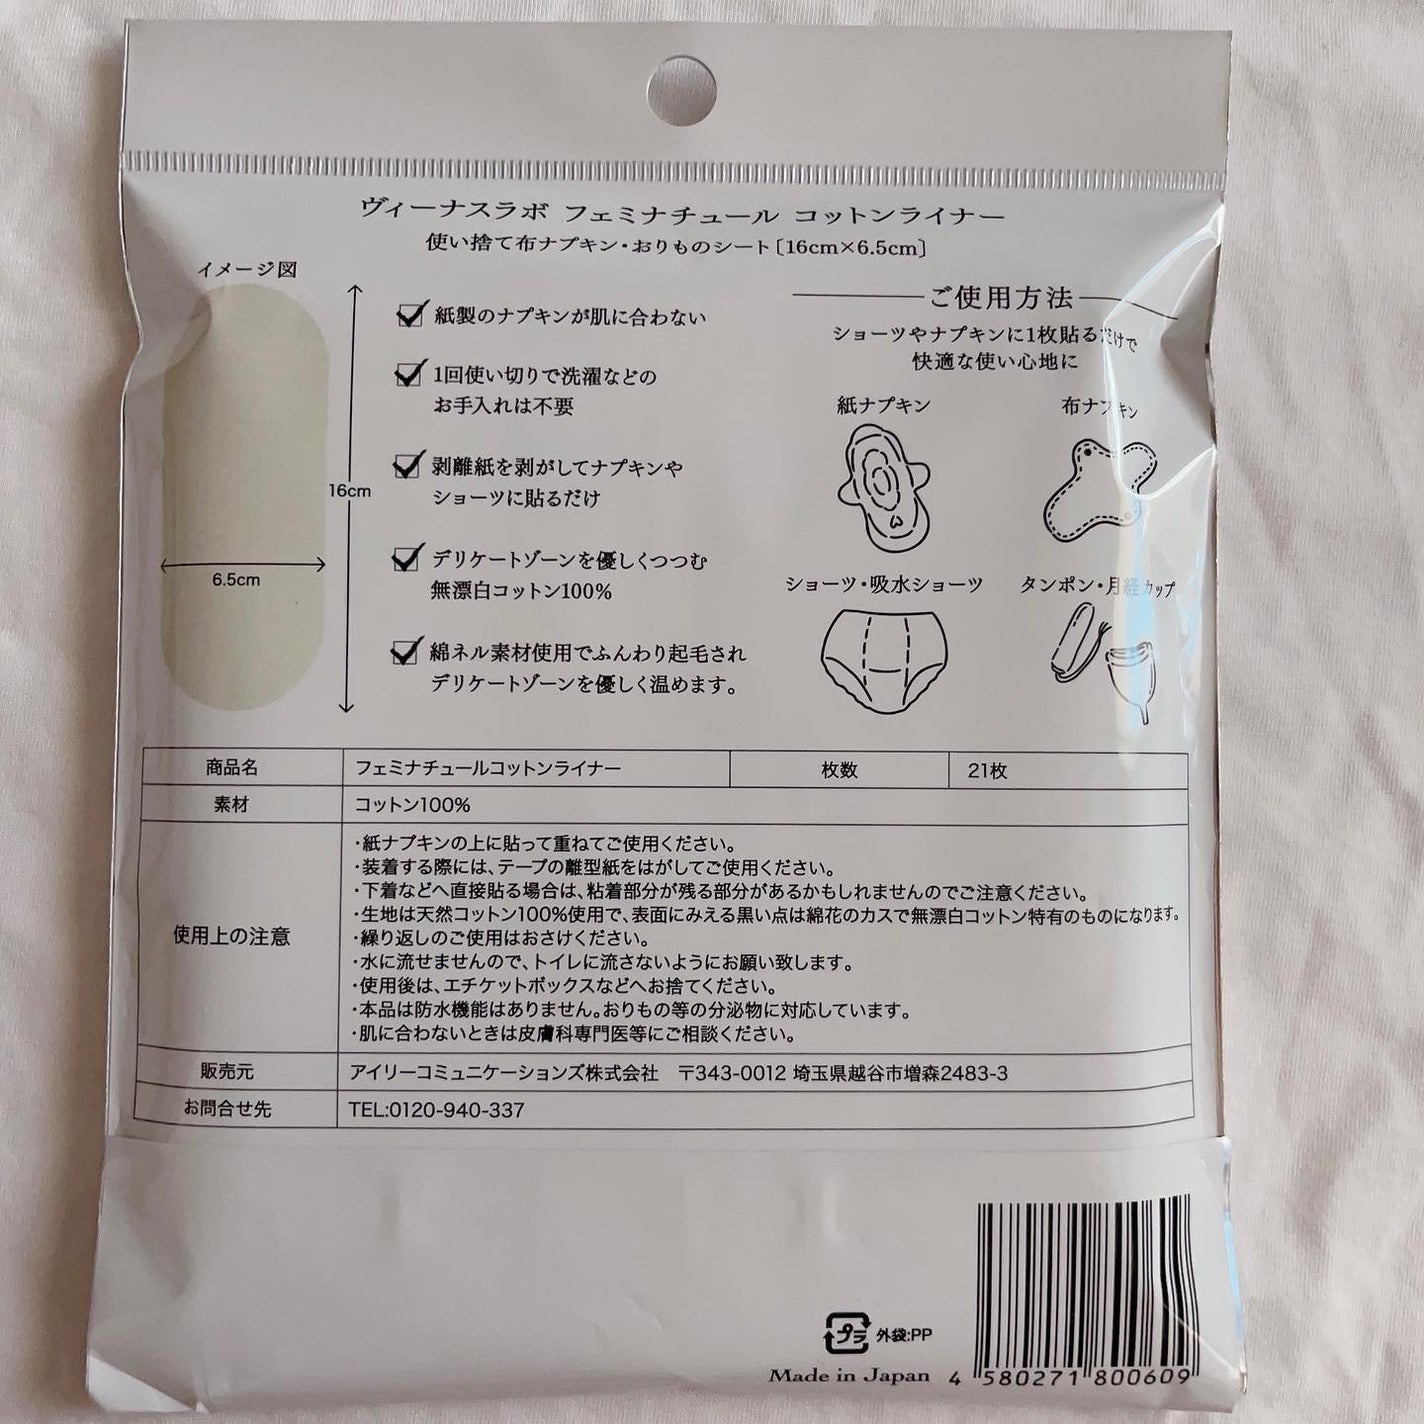 ヴィーナスラボ フェミナチュール コットンライナー
使い捨て布ナプキン・おりものシート〔16cm×6.5cm〕
イメージ図
16cm
6.5cm
紙製のナプキンが肌に合わない
1回使い切りで洗濯などの
お手入れは不要
剥離紙を剥がしてナプキンや
ショーツに貼るだけ
デリケートゾーンを優しくつつむ
無漂白コットン100%
綿ネル素材使用でふんわり起毛され
デリケートゾーンを優しく温めます。
ご使用方法
ショーツやナプキンに1枚貼るだけで
快適な使い心地に
紙ナプキン
布ナプキン
ショーツ・吸水ショーツ
タンポン・月経カップ
商品名 フェミナチュールコットンライナー 枚数 21枚
素材 コットン100%
使用上の注意
・紙ナプキンの上に貼って重ねてご使用ください。
・装着する際には、テープの離型紙をはがしてご使用ください。
・下着などへ直接貼る場合は、粘着部分が残る部分があるかもしれませんのでご注意ください。
・生地は天然コットン100%使用で、表面にみえる黒い点は綿花のカスで無漂白コットン特有のものになります。
・繰り返しのご使用はおさけください。
・水に流せませんので、トイレに流さないようにお願い致します。
・使用後は、エチケットボックスなどへお捨てください。
・本品は防水機能はありません。おりもの等の分泌物に対応しています。
・肌に合わないときは皮膚科専門医等にご相談ください。
販売元 アイリーコミュニケーションズ株式会社 〒343-0012 埼玉県越谷市増森2483-3
お問合せ先 TEL:0120-940-337
プラ 外袋:PP
Made in Japan
4 580271 800609